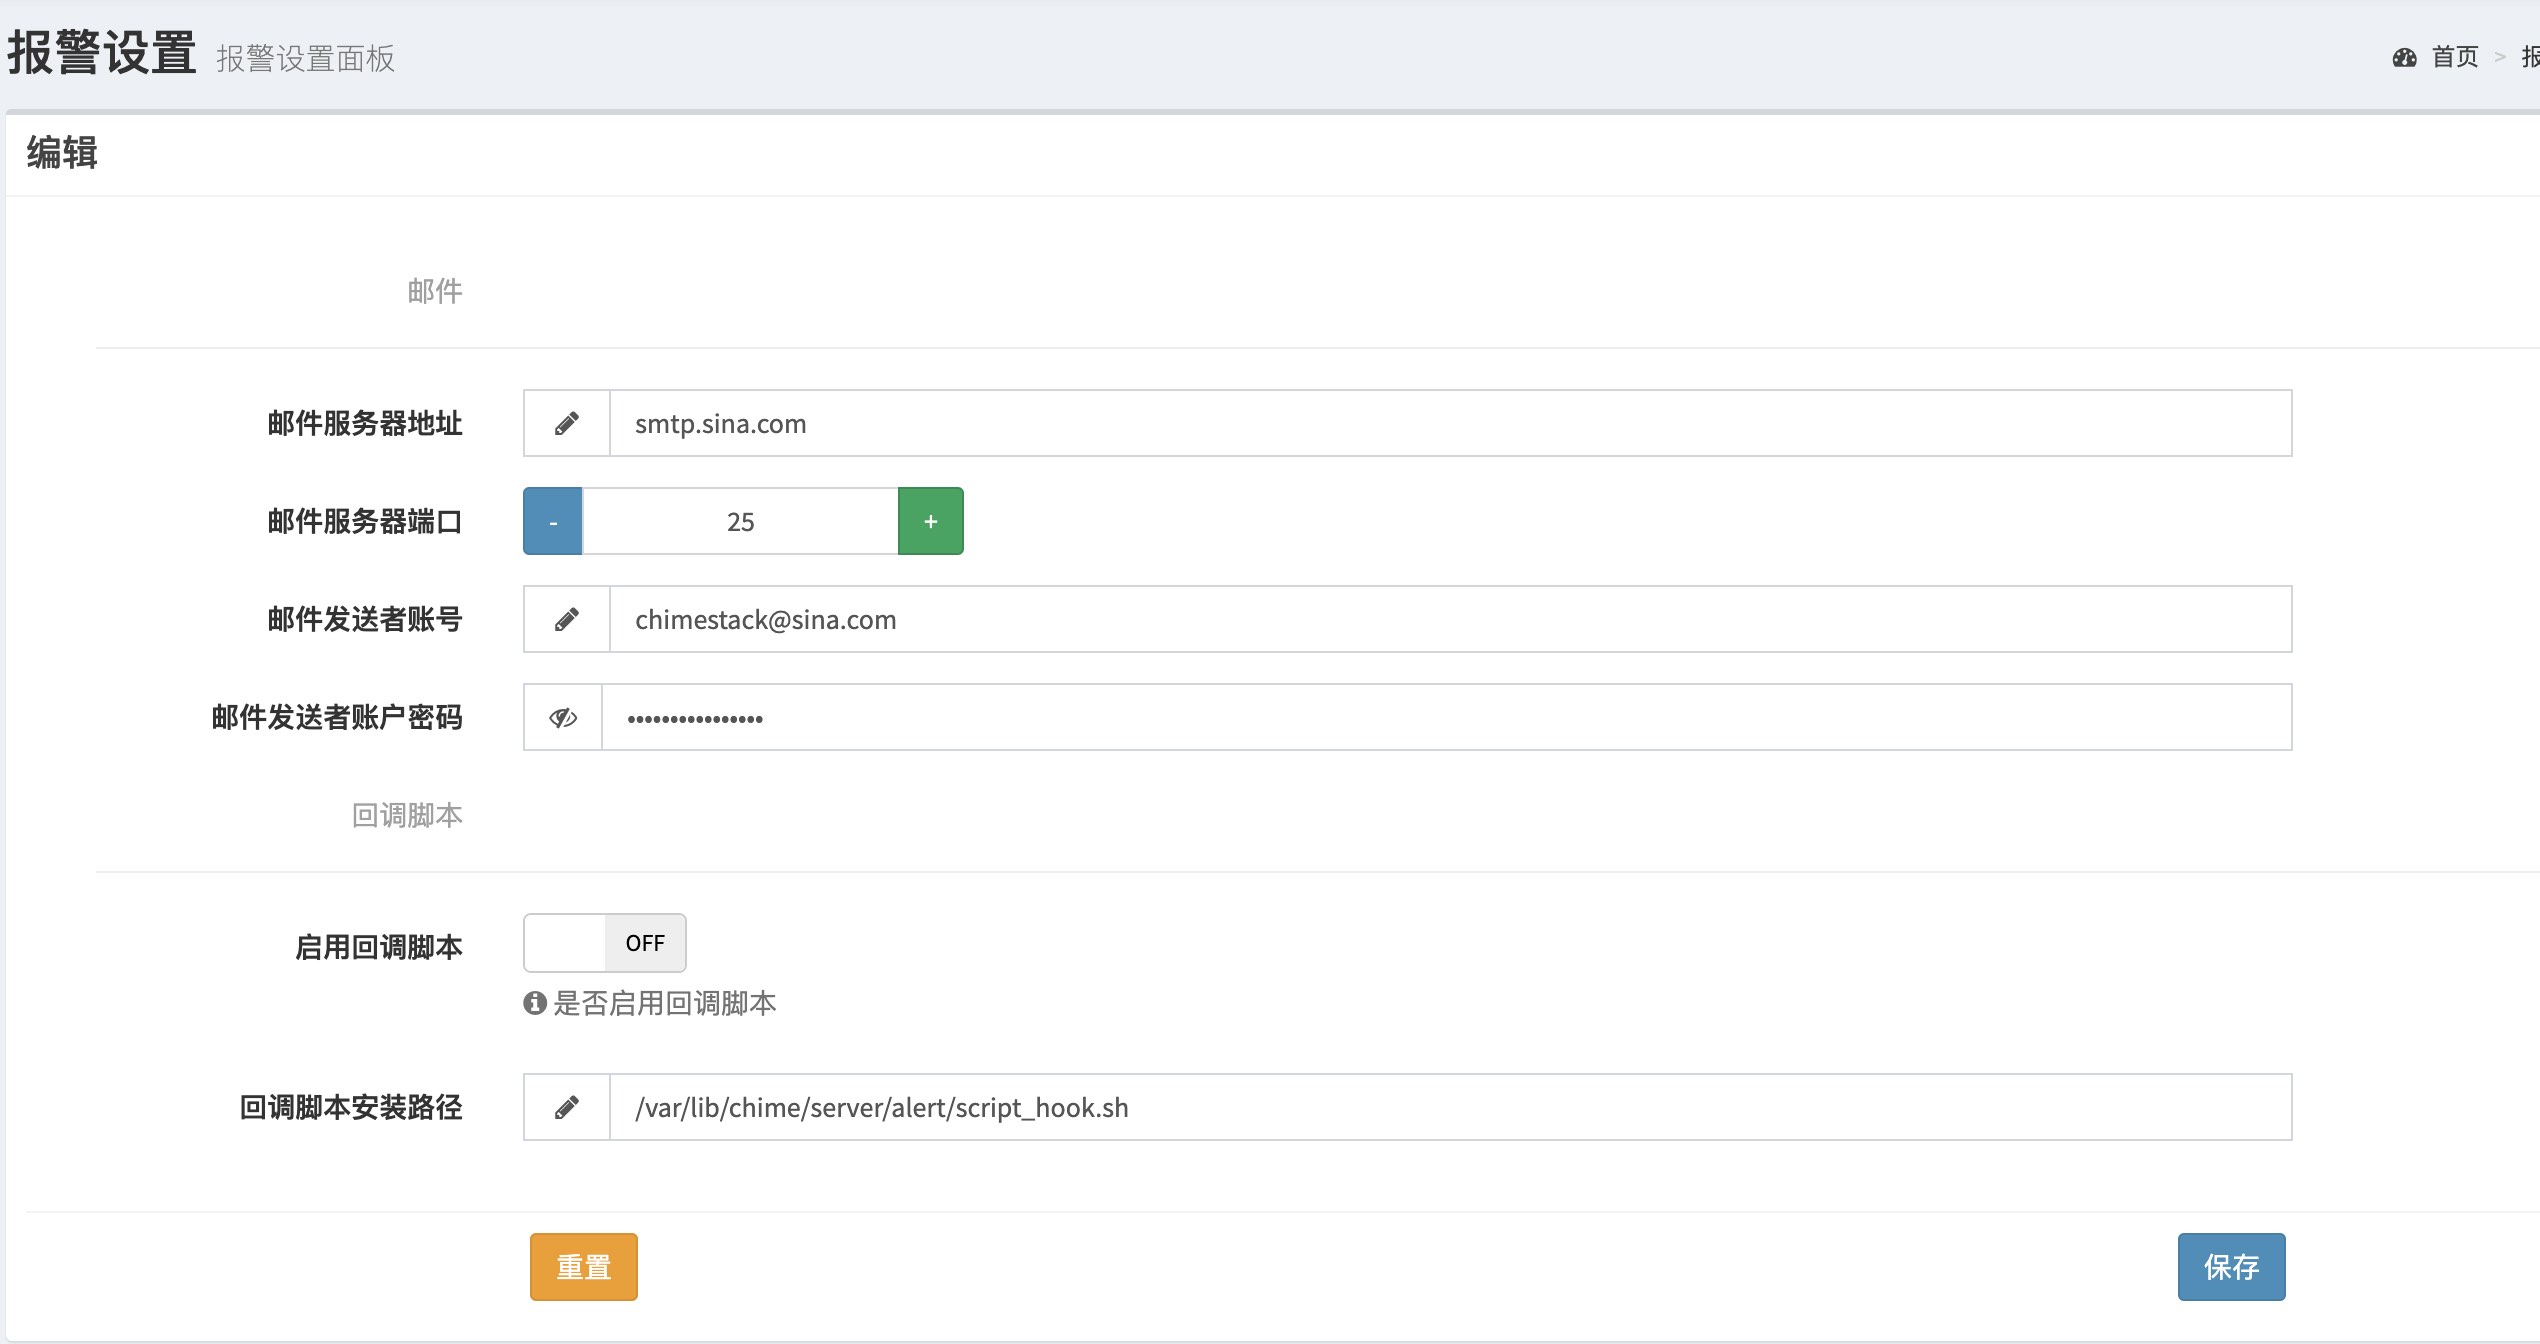 报警设置 报警设置面板
首页 > 报
编辑
邮件
邮件服务器地址 smtp.sina.com
邮件服务器端口 - 25 +
邮件发送者账号 chimestack@sina.com
邮件发送者账户密码 ••••••••••••••••
回调脚本
启用回调脚本 OFF
是否启用回调脚本
回调脚本安装路径 /var/lib/chime/server/alert/script_hook.sh
重置 保存